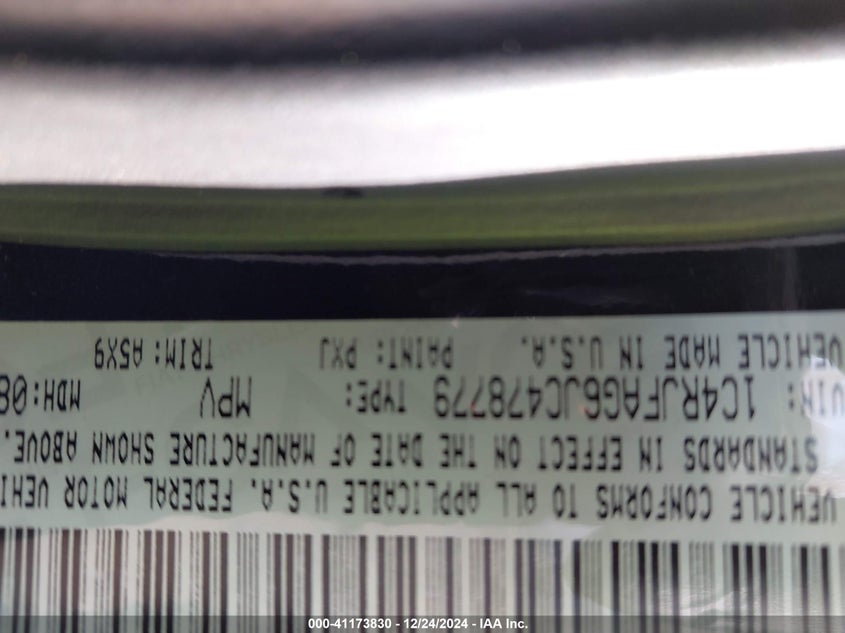 VEHICLE CONFORMS TO ALL APPLICABLE U.S.A. FEDERAL MOTOR VEHI
STANDARDS IN EFFECT ON THE DATE OF MANUFACTURE SHOWN ABOVE.
VIN: 1C4RJFAG6JC478779 TYPE: MPV MDH:08
VEHICLE MADE IN U.S.A. PAINT: PXJ TRIM: A5X9
000-41173830 - 12/24/2024 - IAA Inc.